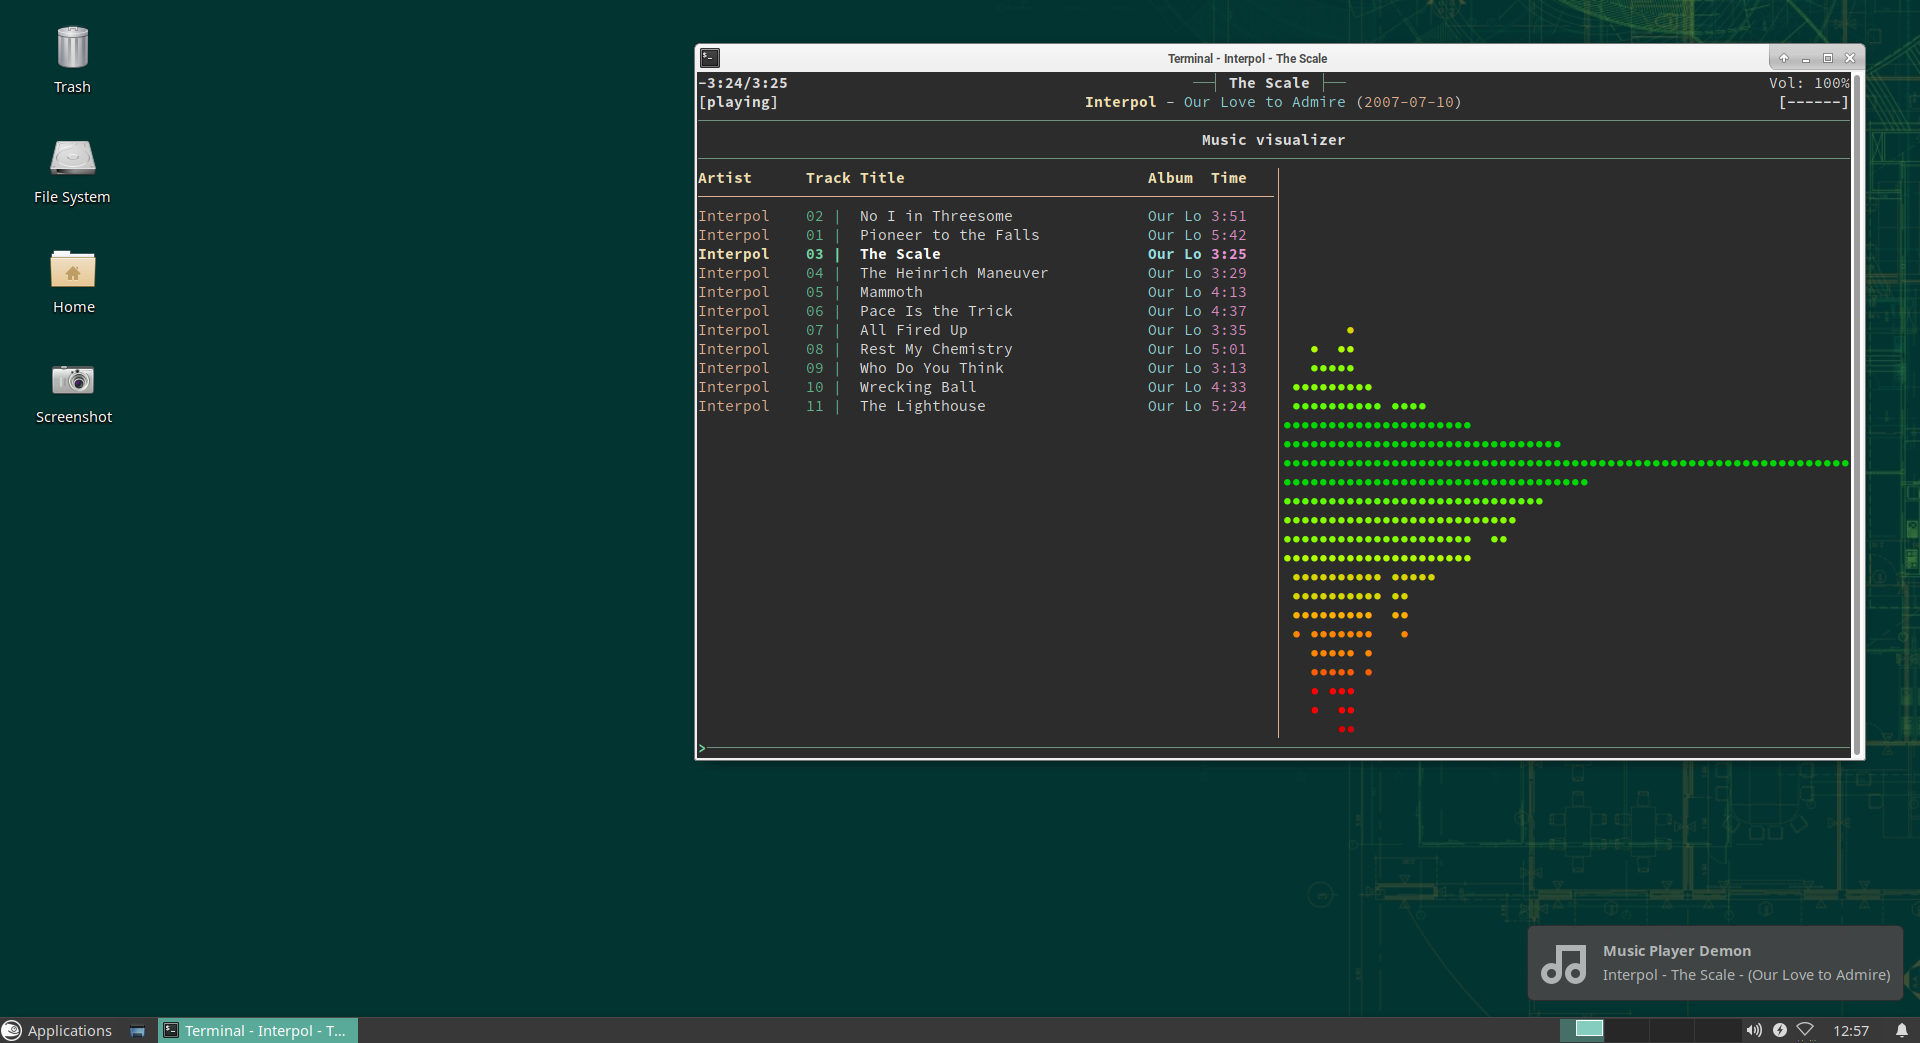 Trash
File System
Home
Screenshot
Terminal - Interpol - The Scale
-3:24/3:25 The Scale Vol: 100%
[playing] Interpol - Our Love to Admire (2007-07-10) [------]
Music visualizer
Artist Track Title Album Time
Interpol 02 | No I in Threesome Our Lo 3:51
Interpol 01 | Pioneer to the Falls Our Lo 5:42
Interpol 03 | The Scale Our Lo 3:25
Interpol 04 | The Heinrich Maneuver Our Lo 3:29
Interpol 05 | Mammoth Our Lo 4:13
Interpol 06 | Pace Is the Trick Our Lo 4:37
Interpol 07 | All Fired Up Our Lo 3:35
Interpol 08 | Rest My Chemistry Our Lo 5:01
Interpol 09 | Who Do You Think Our Lo 3:13
Interpol 10 | Wrecking Ball Our Lo 4:33
Interpol 11 | The Lighthouse Our Lo 5:24
>
Music Player Demon
Interpol - The Scale - (Our Love to Admire)
Applications
Terminal - Interpol - T...
12:57